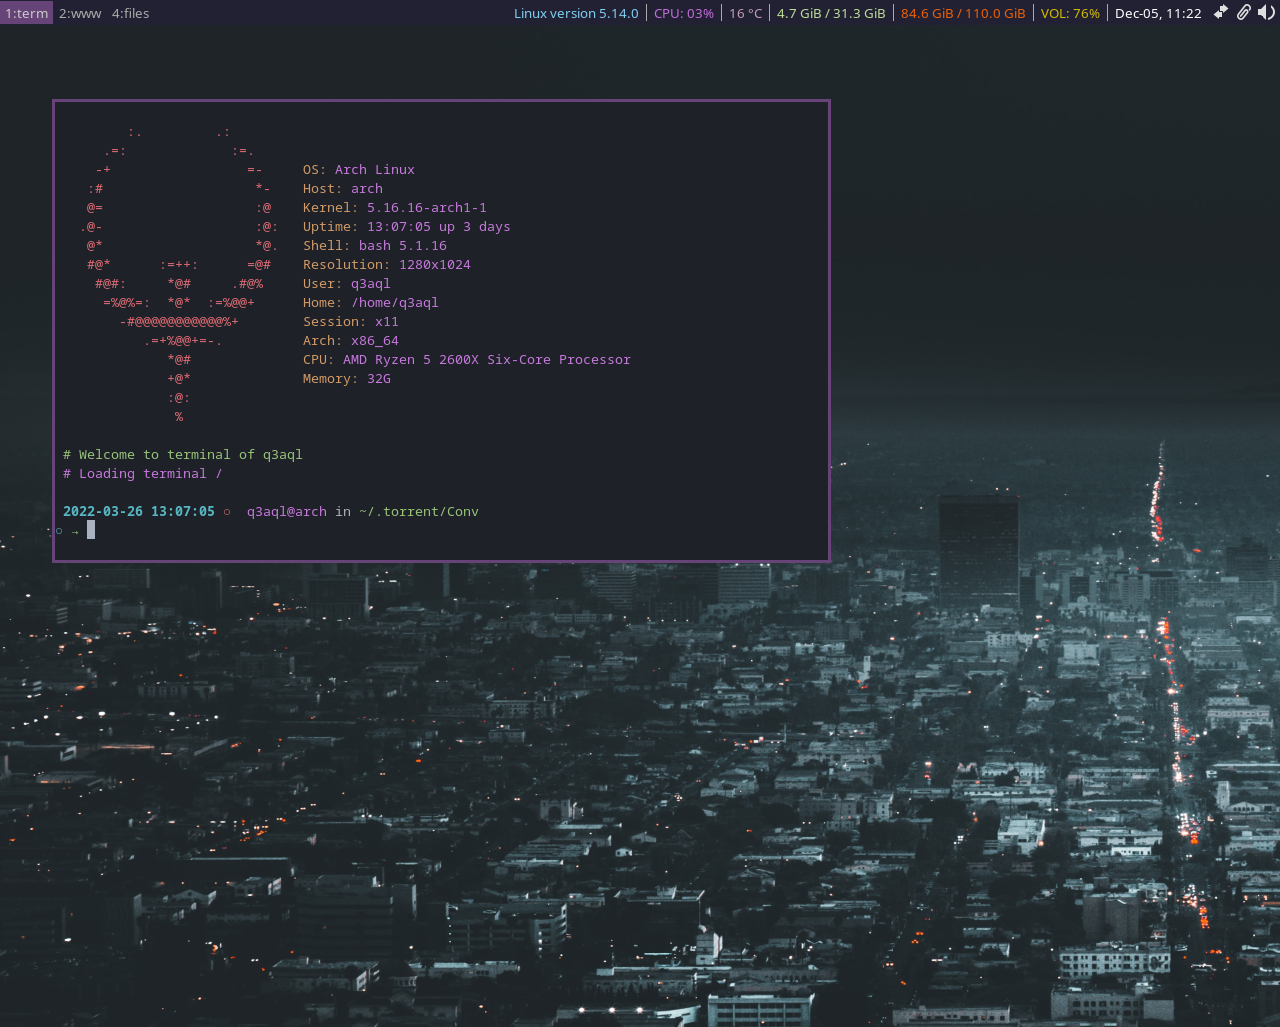 1:term 2:www 4:files Linux version 5.14.0 CPU: 03% 16 °C 4.7 GiB / 31.3 GiB 84.6 GiB / 110.0 GiB VOL: 76% Dec-05, 11:22
OS: Arch Linux
Host: arch
Kernel: 5.16.16-arch1-1
Uptime: 13:07:05 up 3 days
Shell: bash 5.1.16
Resolution: 1280x1024
User: q3aql
Home: /home/q3aql
Session: x11
Arch: x86_64
CPU: AMD Ryzen 5 2600X Six-Core Processor
Memory: 32G
# Welcome to terminal of q3aql
# Loading terminal /
2022-03-26 13:07:05 ○ q3aql@arch in ~/.torrent/Conv
○ →